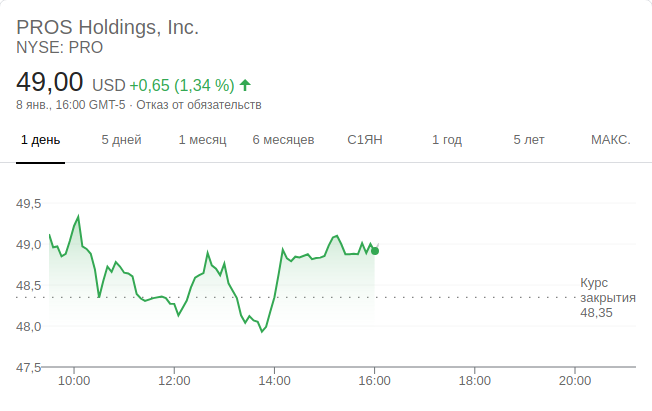 PROS Holdings, Inc.
NYSE: PRO
49,00 USD +0,65 (1,34 %)
8 янв., 16:00 GMT-5 · Отказ от обязательств
1 день 5 дней 1 месяц 6 месяцев С1ЯН 1 год 5 лет МАКС.
49,5
49,0
48,5
48,0
47,5
Курс
закрытия
48,35
10:00 12:00 14:00 16:00 18:00 20:00